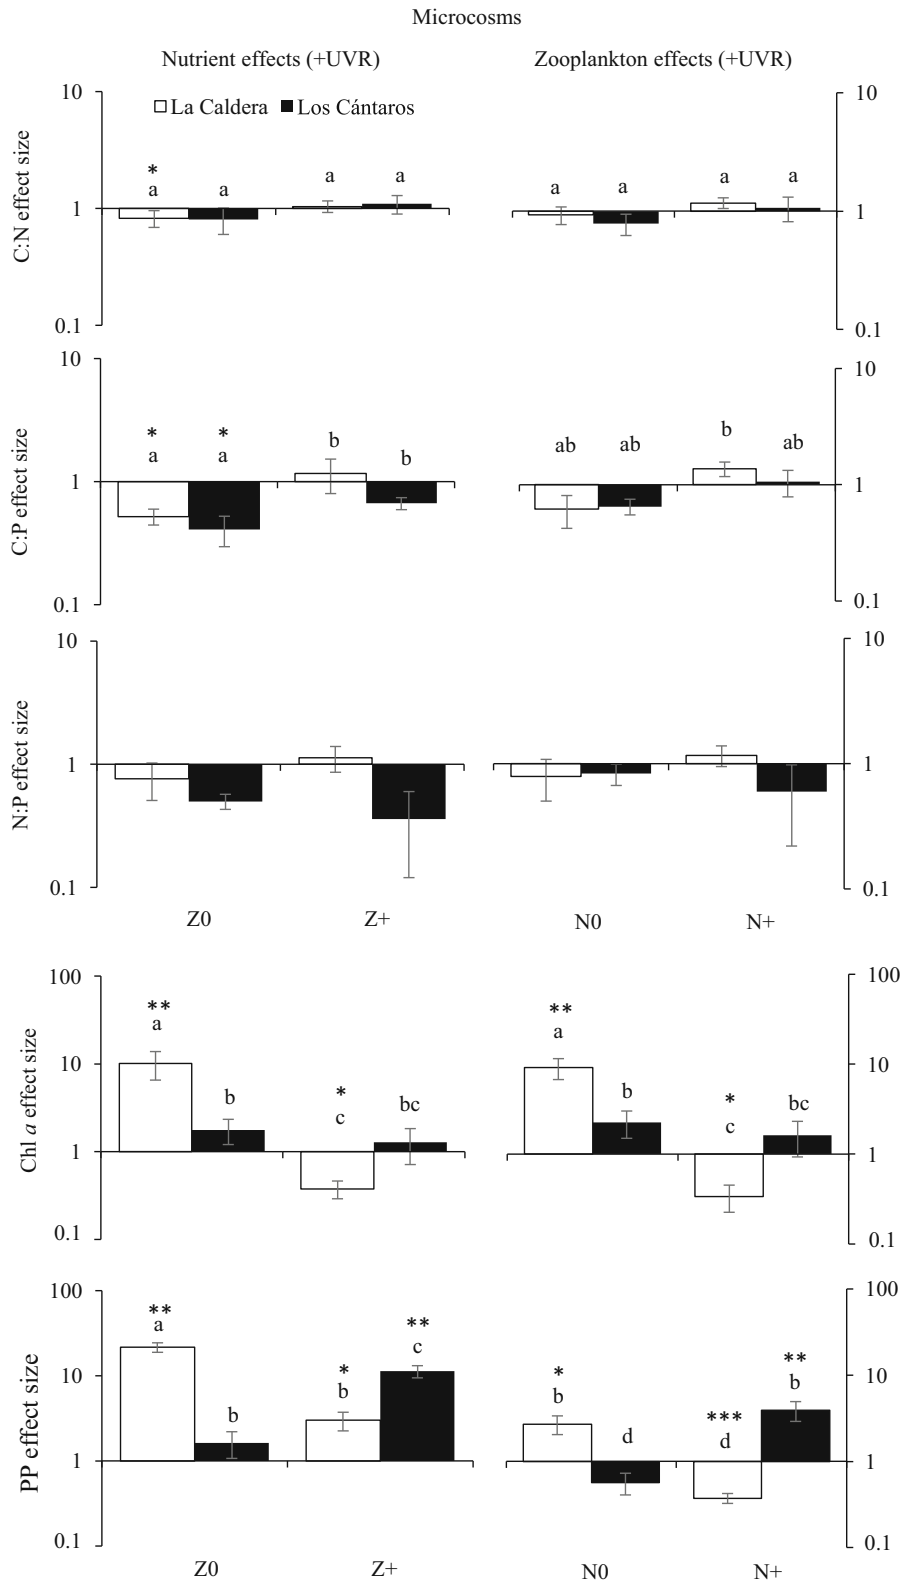 Microcosms
Nutrient effects (+UVR) Zooplankton effects (+UVR)
10 10
La Caldera Los Cántaros
C:N effect size
* a a a a a a a a
1 1
0.1 0.1
10 10
C:P effect size
* *
a a b b ab ab b ab
1 1
0.1 0.1
10 10
N:P effect size
1 1
0.1 0.1
Z0 Z+ N0 N+
100 100
Chl a effect size
** * ** *
a b c bc a b c bc
10 10
1 1
0.1 0.1
100 100
PP effect size
** * ** * *** **
a b b c b d d b
10 10
1 1
0.1 0.1
Z0 Z+ N0 N+